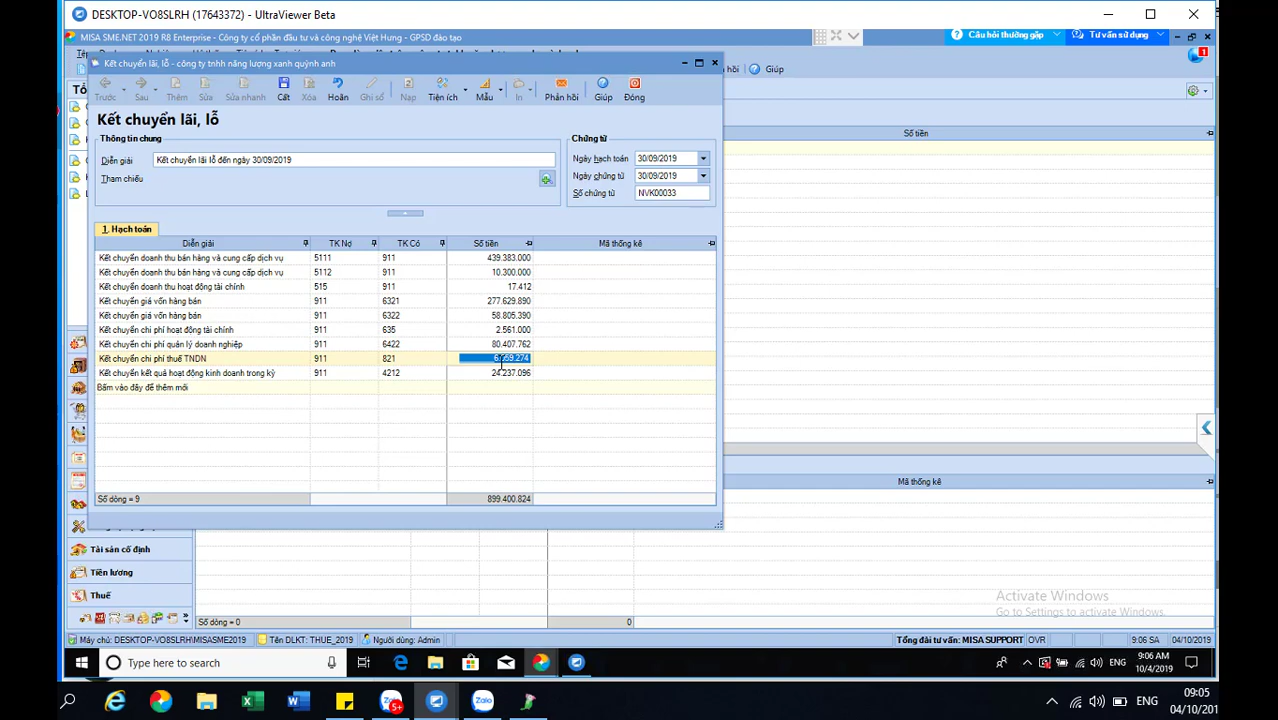 DESKTOP-VO8SLRH (17643372) - UltraViewer Beta
MISA SME.NET 2019 R8 Enterprise - Công ty cổ phần đầu tư và công nghệ Việt Hưng - GPSD đào tạo
Câu hỏi thường gặp
Tư vấn sử dụng
Kết chuyển lãi, lỗ - công ty tnhh năng lượng xanh quỳnh anh
1
hồi
Giúp
Trước
Sau
Thêm
Sửa
Sửa nhanh
Cất
Xóa
Hoãn
Ghi sổ
Nạp
Tiện ích
Mẫu
In
Phản hồi
Giúp
Đóng
Kết chuyển lãi, lỗ
Thông tin chung
Chứng từ
Số tiền
Diễn giải
Kết chuyển lãi lỗ đến ngày 30/09/2019
Ngày hạch toán
30/09/2019
Tham chiếu
Ngày chứng từ
30/09/2019
Số chứng từ
NVK00033
1. Hạch toán
Diễn giải TK Nợ TK Có Số tiền Mã thống kê
Kết chuyển doanh thu bán hàng và cung cấp dịch vụ 5111 911 439.383.000
Kết chuyển doanh thu bán hàng và cung cấp dịch vụ 5112 911 10.300.000
Kết chuyển doanh thu hoạt động tài chính 515 911 17.412
Kết chuyển giá vốn hàng bán 911 6321 277.629.890
Kết chuyển giá vốn hàng bán 911 6322 58.805.390
Kết chuyển chi phí hoạt động tài chính 911 635 2.561.000
Kết chuyển chi phí quản lý doanh nghiệp 911 6422 80.407.762
Kết chuyển chi phí thuế TNDN 911 821
Kết chuyển kết quả hoạt động kinh doanh trong kỳ 911 4212 24.237.096
Bấm vào đây để thêm mới
Mã thống kê
Số dòng = 9
899.400.824
Tài sản cố định
Tiền lương
Thuế
Số dòng = 0
0
Activate Windows
Go to Settings to activate Windows.
Máy chủ: DESKTOP-VO8SLRH\MISASME2019
Tên DLKT: THUE_2019
Người dùng: Admin
Tổng đài tư vấn: MISA SUPPORT
OVR
9:06 SA
04/10/2019
Type here to search
ENG
9:06 AM
10/4/2019
5+
ENG
09:05
04/10/20